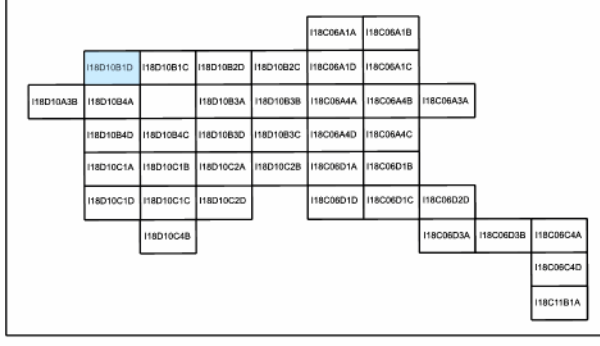 I18C06A1A I18C06A1B
I18D10B1D I18D10B1C I18D10B2D I18D10B2C I18C06A1D I18C06A1C
I18D10A3B I18D10B4A I18D10B3A I18D10B3B I18C06A4A I18C06A4B I18C06A3A
I18D10B4D I18D10B4C I18D10B3D I18D10B3C I18C06A4D I18C06A4C
I18D10C1A I18D10C1B I18D10C2A I18D10C2B I18C06D1A I18C06D1B
I18D10C1D I18D10C1C I18D10C2D I18C06D1D I18C06D1C I18C06D2D
I18D10C4B I18C06D3A I18C06D3B I18C06C4A
I18C06C4D
I18C11B1A